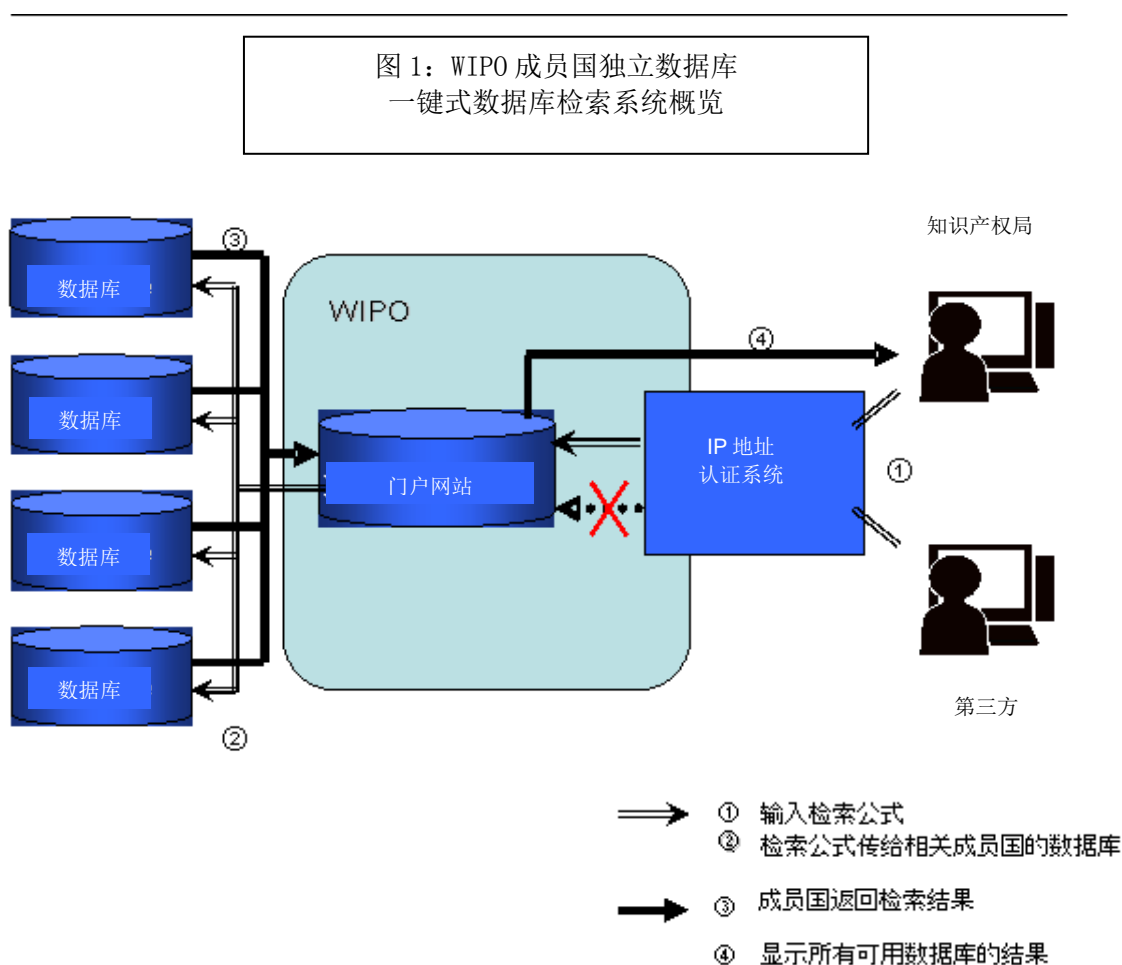 图 1：WIPO 成员国独立数据库
一键式数据库检索系统概览
知识产权局
③
数据库
WIPO
④
数据库
IP 地址
认证系统
①
门户网站
数据库
数据库
第三方
②
① 输入检索公式
② 检索公式传给相关成员国的数据库
③ 成员国返回检索结果
④ 显示所有可用数据库的结果